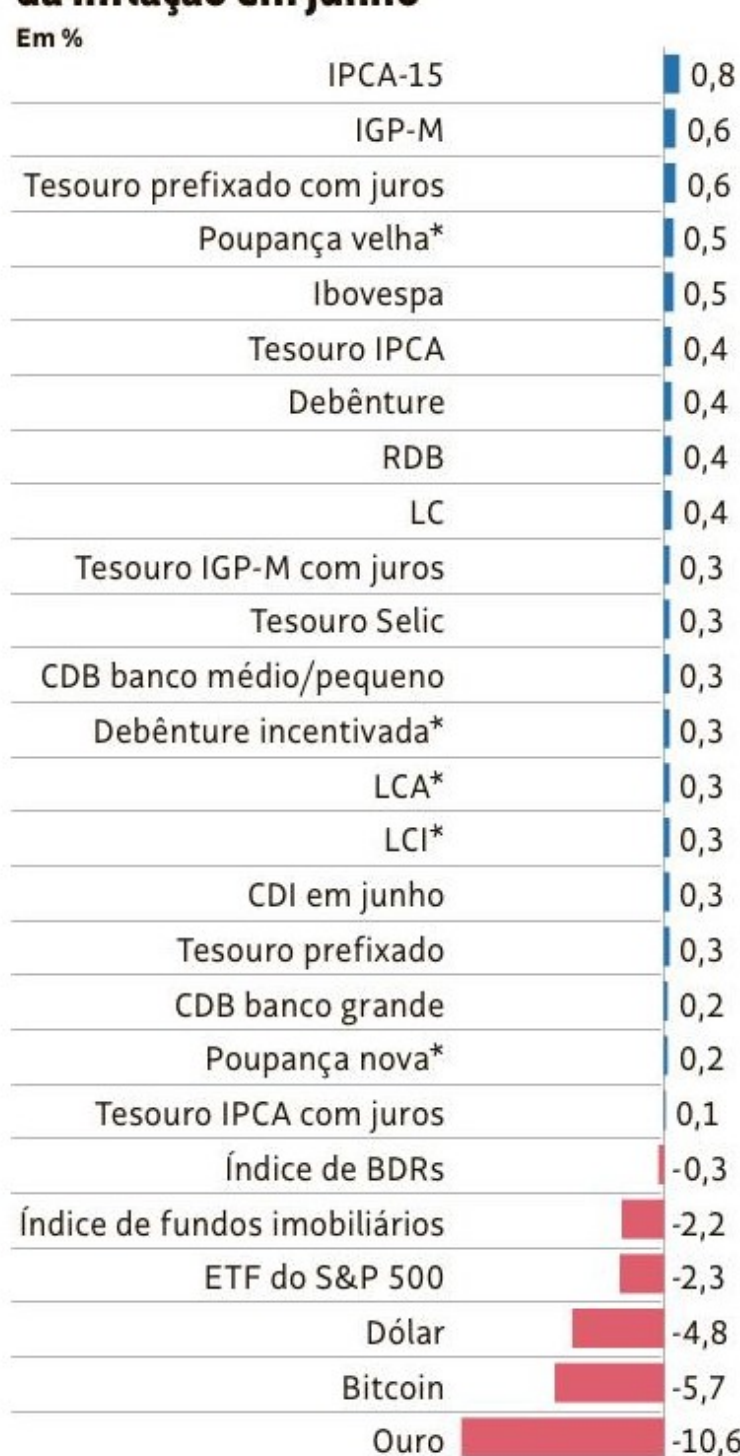 da inflação em junho
Em %
IPCA-15 0,8
IGP-M 0,6
Tesouro prefixado com juros 0,6
Poupança velha* 0,5
Ibovespa 0,5
Tesouro IPCA 0,4
Debênture 0,4
RDB 0,4
LC 0,4
Tesouro IGP-M com juros 0,3
Tesouro Selic 0,3
CDB banco médio/pequeno 0,3
Debênture incentivada* 0,3
LCA* 0,3
LCI* 0,3
CDI em junho 0,3
Tesouro prefixado 0,3
CDB banco grande 0,2
Poupança nova* 0,2
Tesouro IPCA com juros 0,1
Índice de BDRs -0,3
Índice de fundos imobiliários -2,2
ETF do S&P 500 -2,3
Dólar -4,8
Bitcoin -5,7
Ouro -10,6